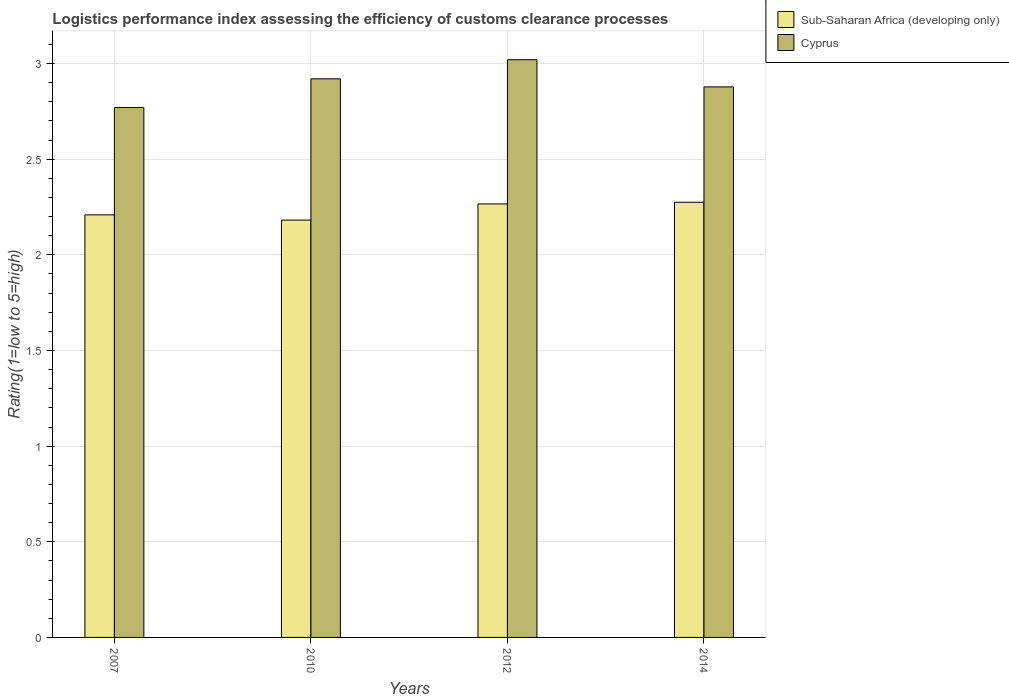 Logistics performance index assessing the efficiency of customs clearance processes
Sub-Saharan Africa (developing only)
Cyprus
Rating(1=low to 5=high)
3
2.5
2
1.5
1
0.5
0
2007
2010
2012
2014
Years